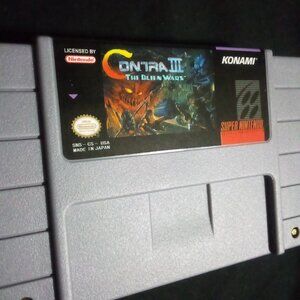 LICENSED BY
Nintendo
CONTRA III
THE ALIEN WARS
KONAMI
SUPER NINTENDO
SNS - CS - USA
MADE IN JAPAN